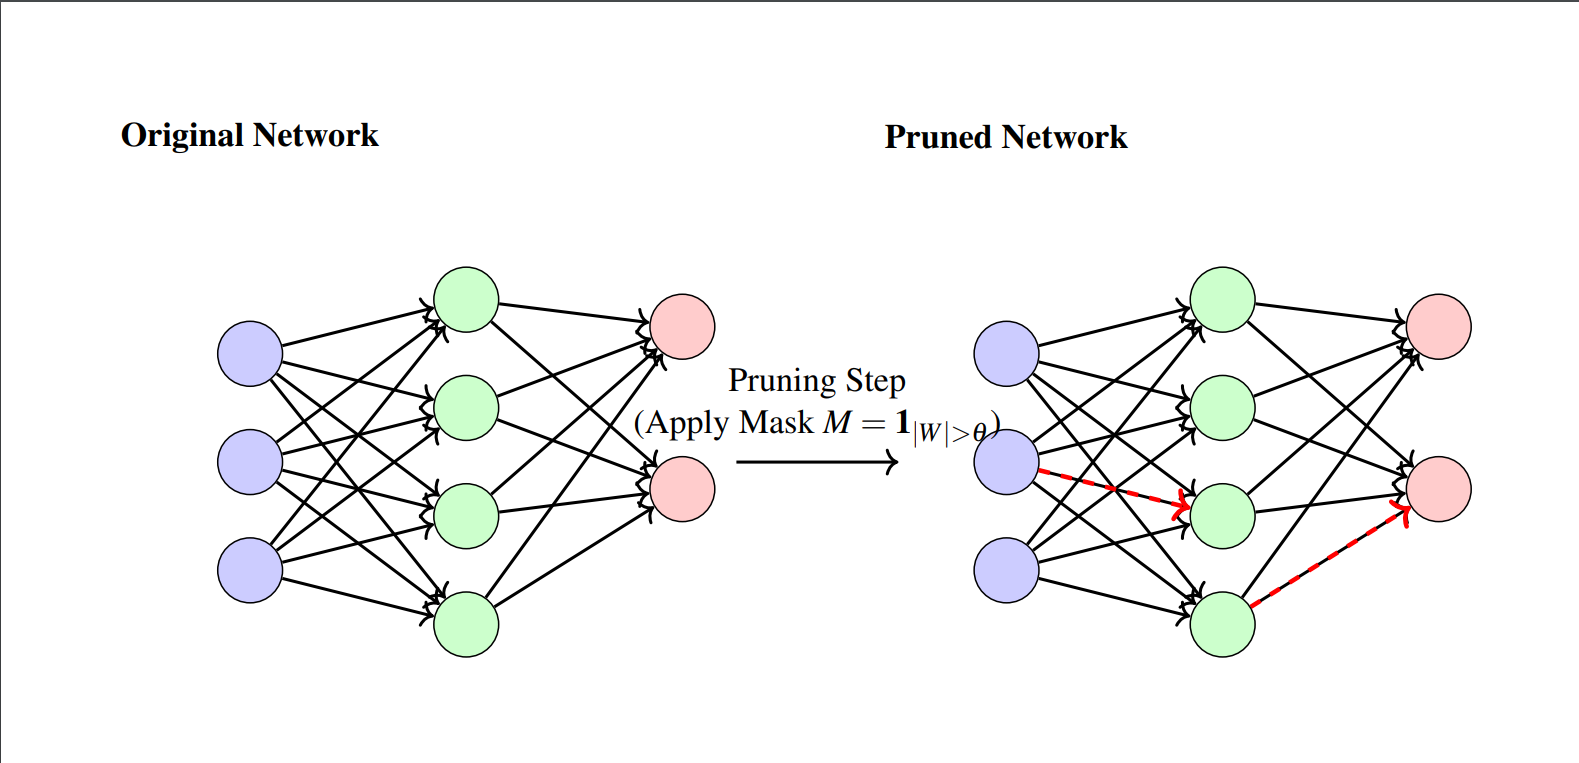 Original Network
Pruned Network
Pruning Step
(Apply Mask M = 𝟏|W|>θ)